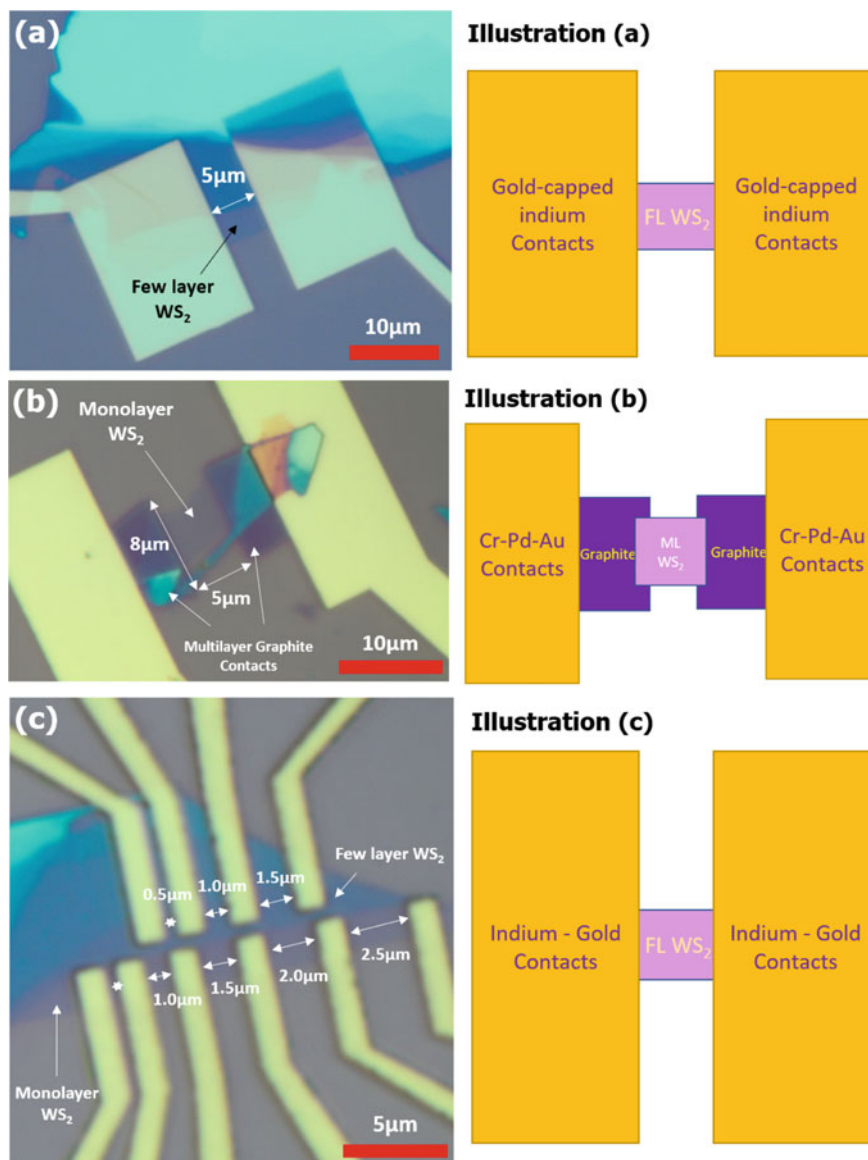 (a)
5μm
Few layer
WS₂
10μm
Illustration (a)
Gold-capped
indium
Contacts
FL WS₂
Gold-capped
indium
Contacts
(b)
Monolayer
WS₂
8μm
5μm
Multilayer Graphite
Contacts
10μm
Illustration (b)
Cr-Pd-Au
Contacts
Graphite
ML
WS₂
Graphite
Cr-Pd-Au
Contacts
(c)
Few layer WS₂
0.5μm
1.0μm
1.5μm
1.0μm
1.5μm
2.0μm
2.5μm
Monolayer
WS₂
5μm
Illustration (c)
Indium - Gold
Contacts
FL WS₂
Indium - Gold
Contacts